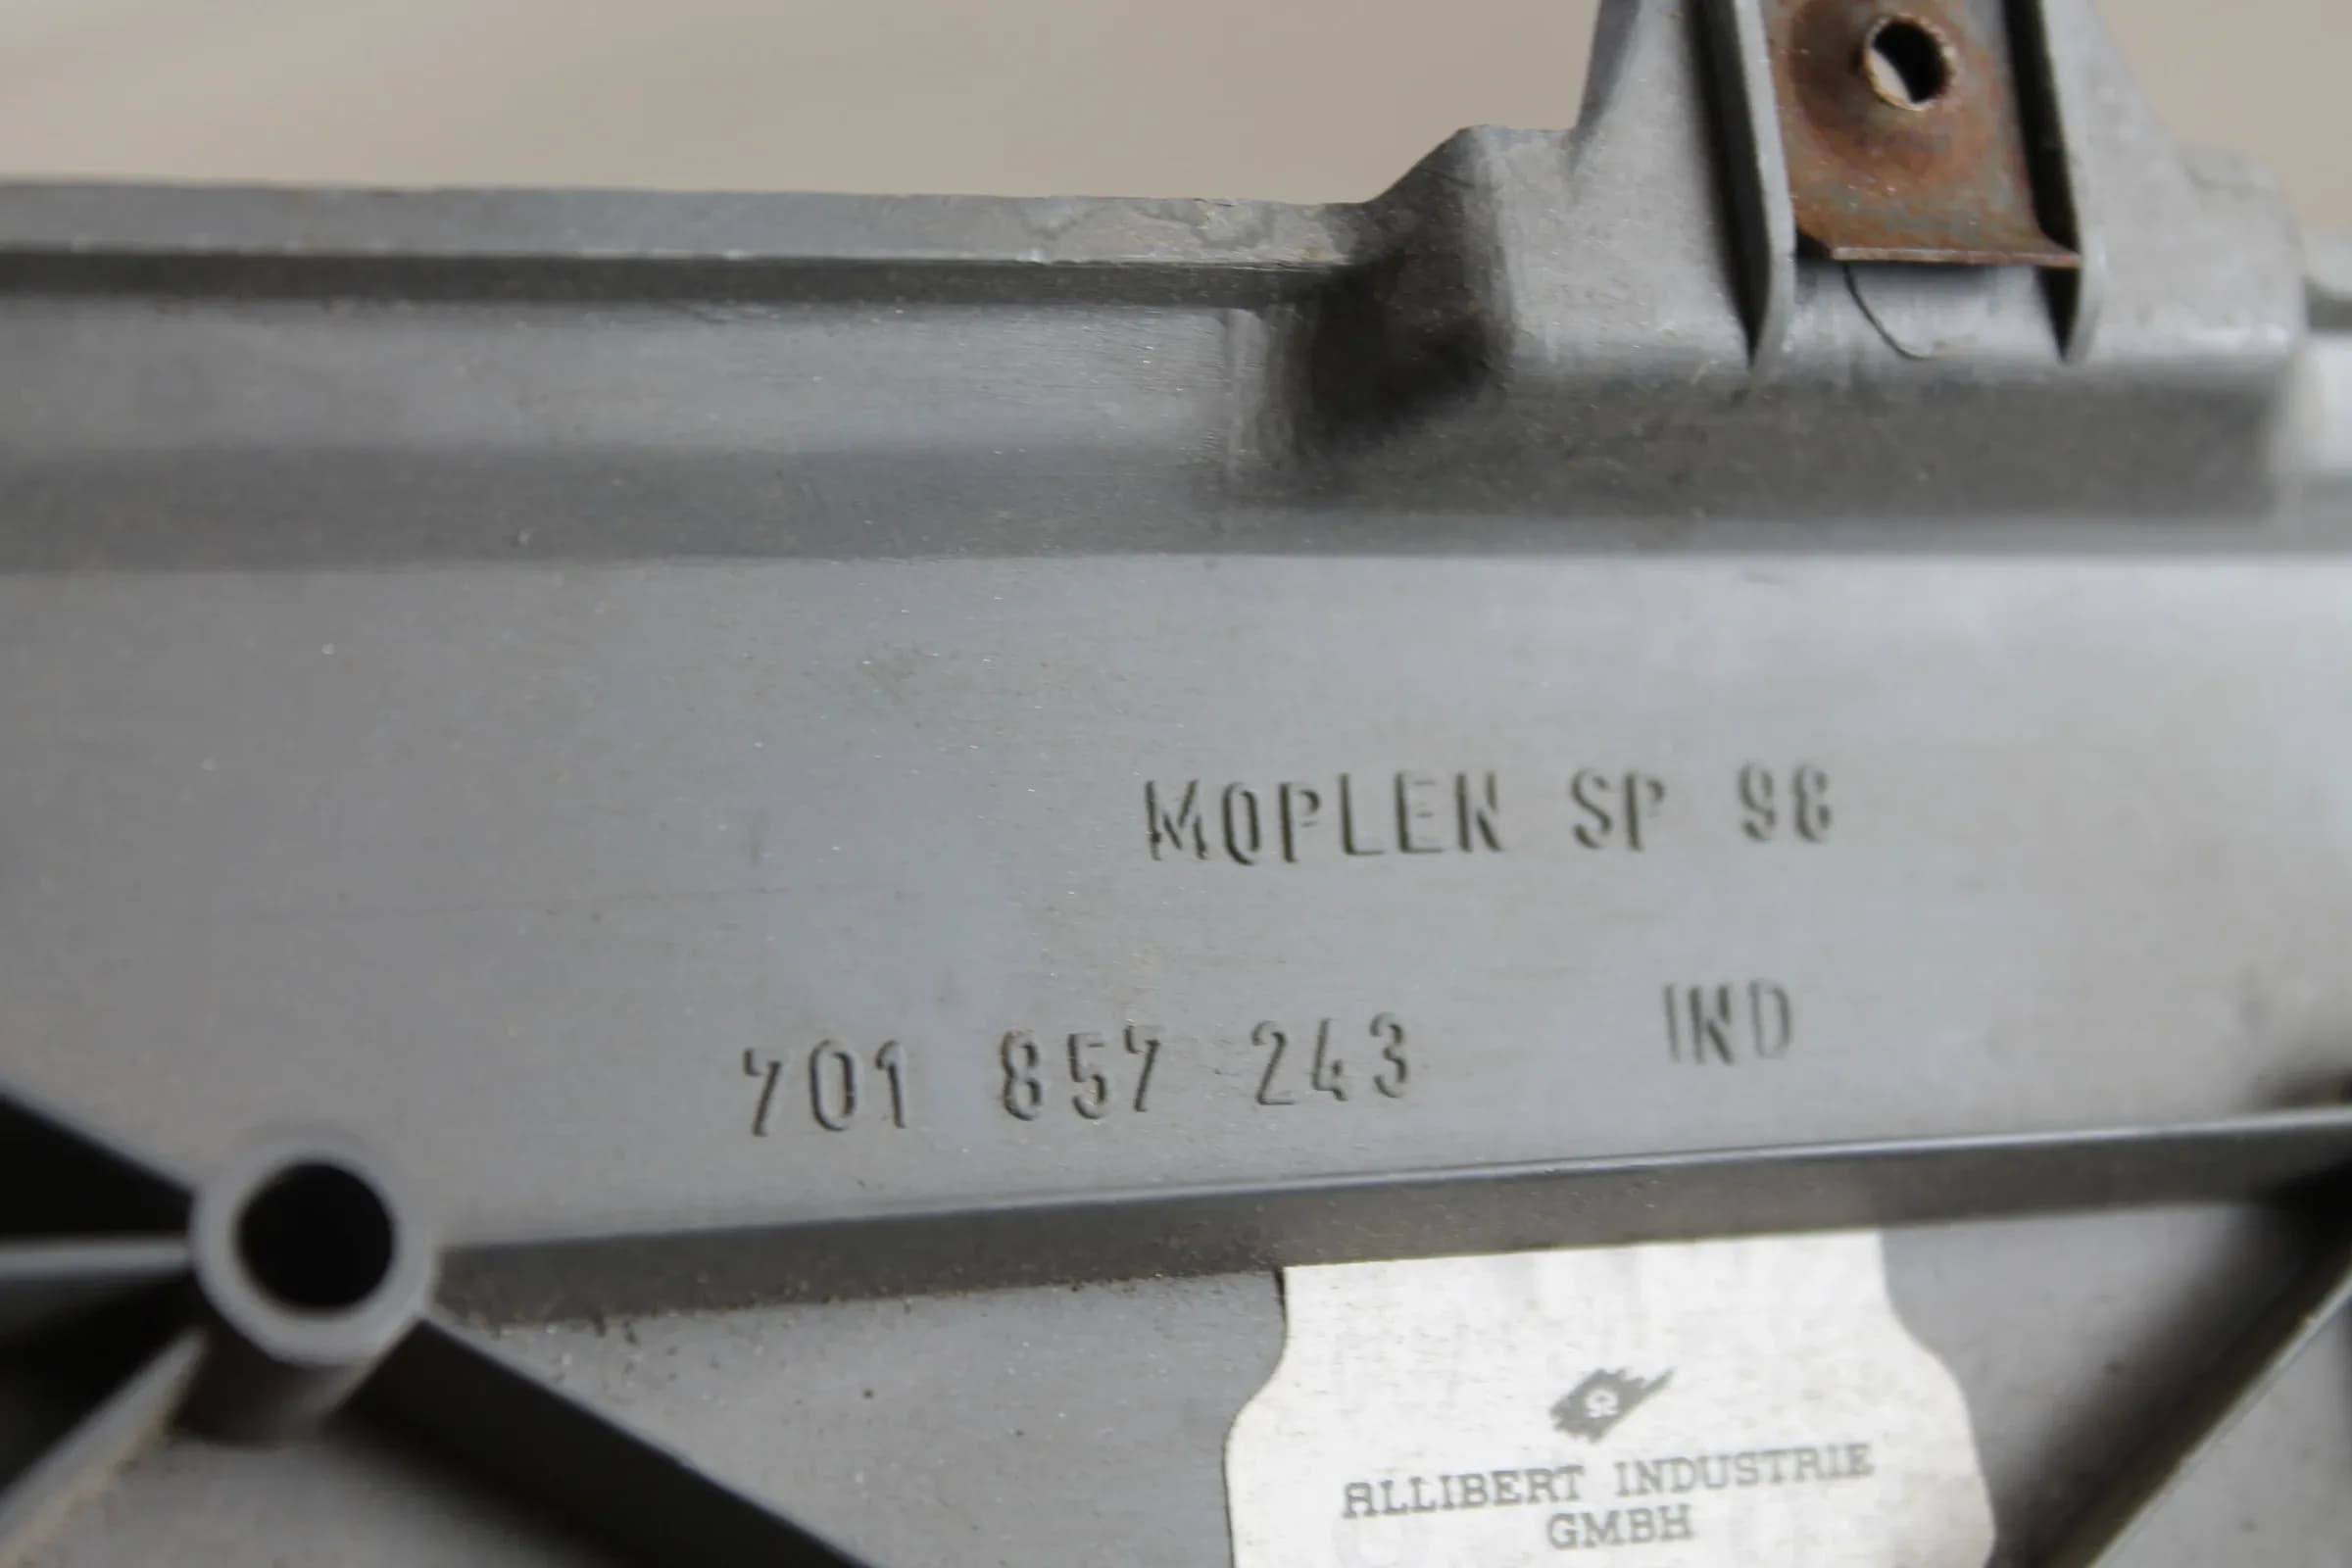 MOPLEN SP 98
701 857 243 IND
ALLIBERT INDUSTRIE
GMBH